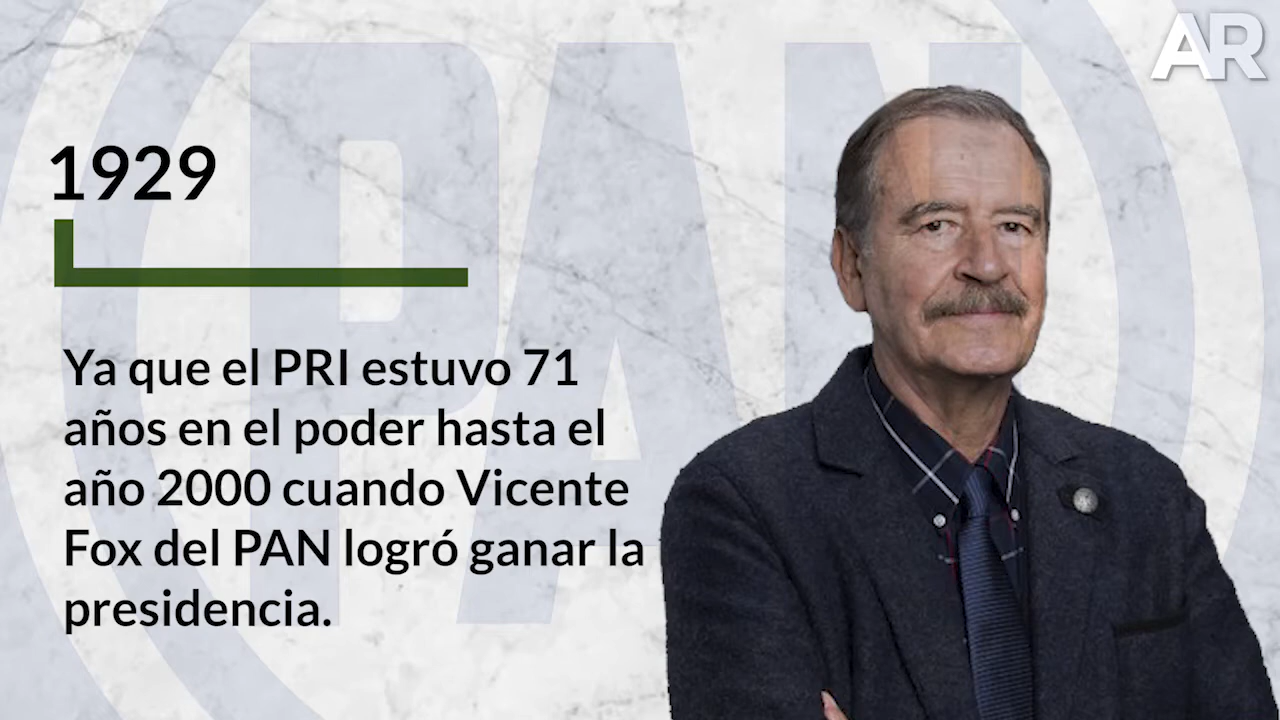 PAN
AR
1929
Ya que el PRI estuvo 71
años en el poder hasta el
año 2000 cuando Vicente
Fox del PAN logró ganar la
presidencia.